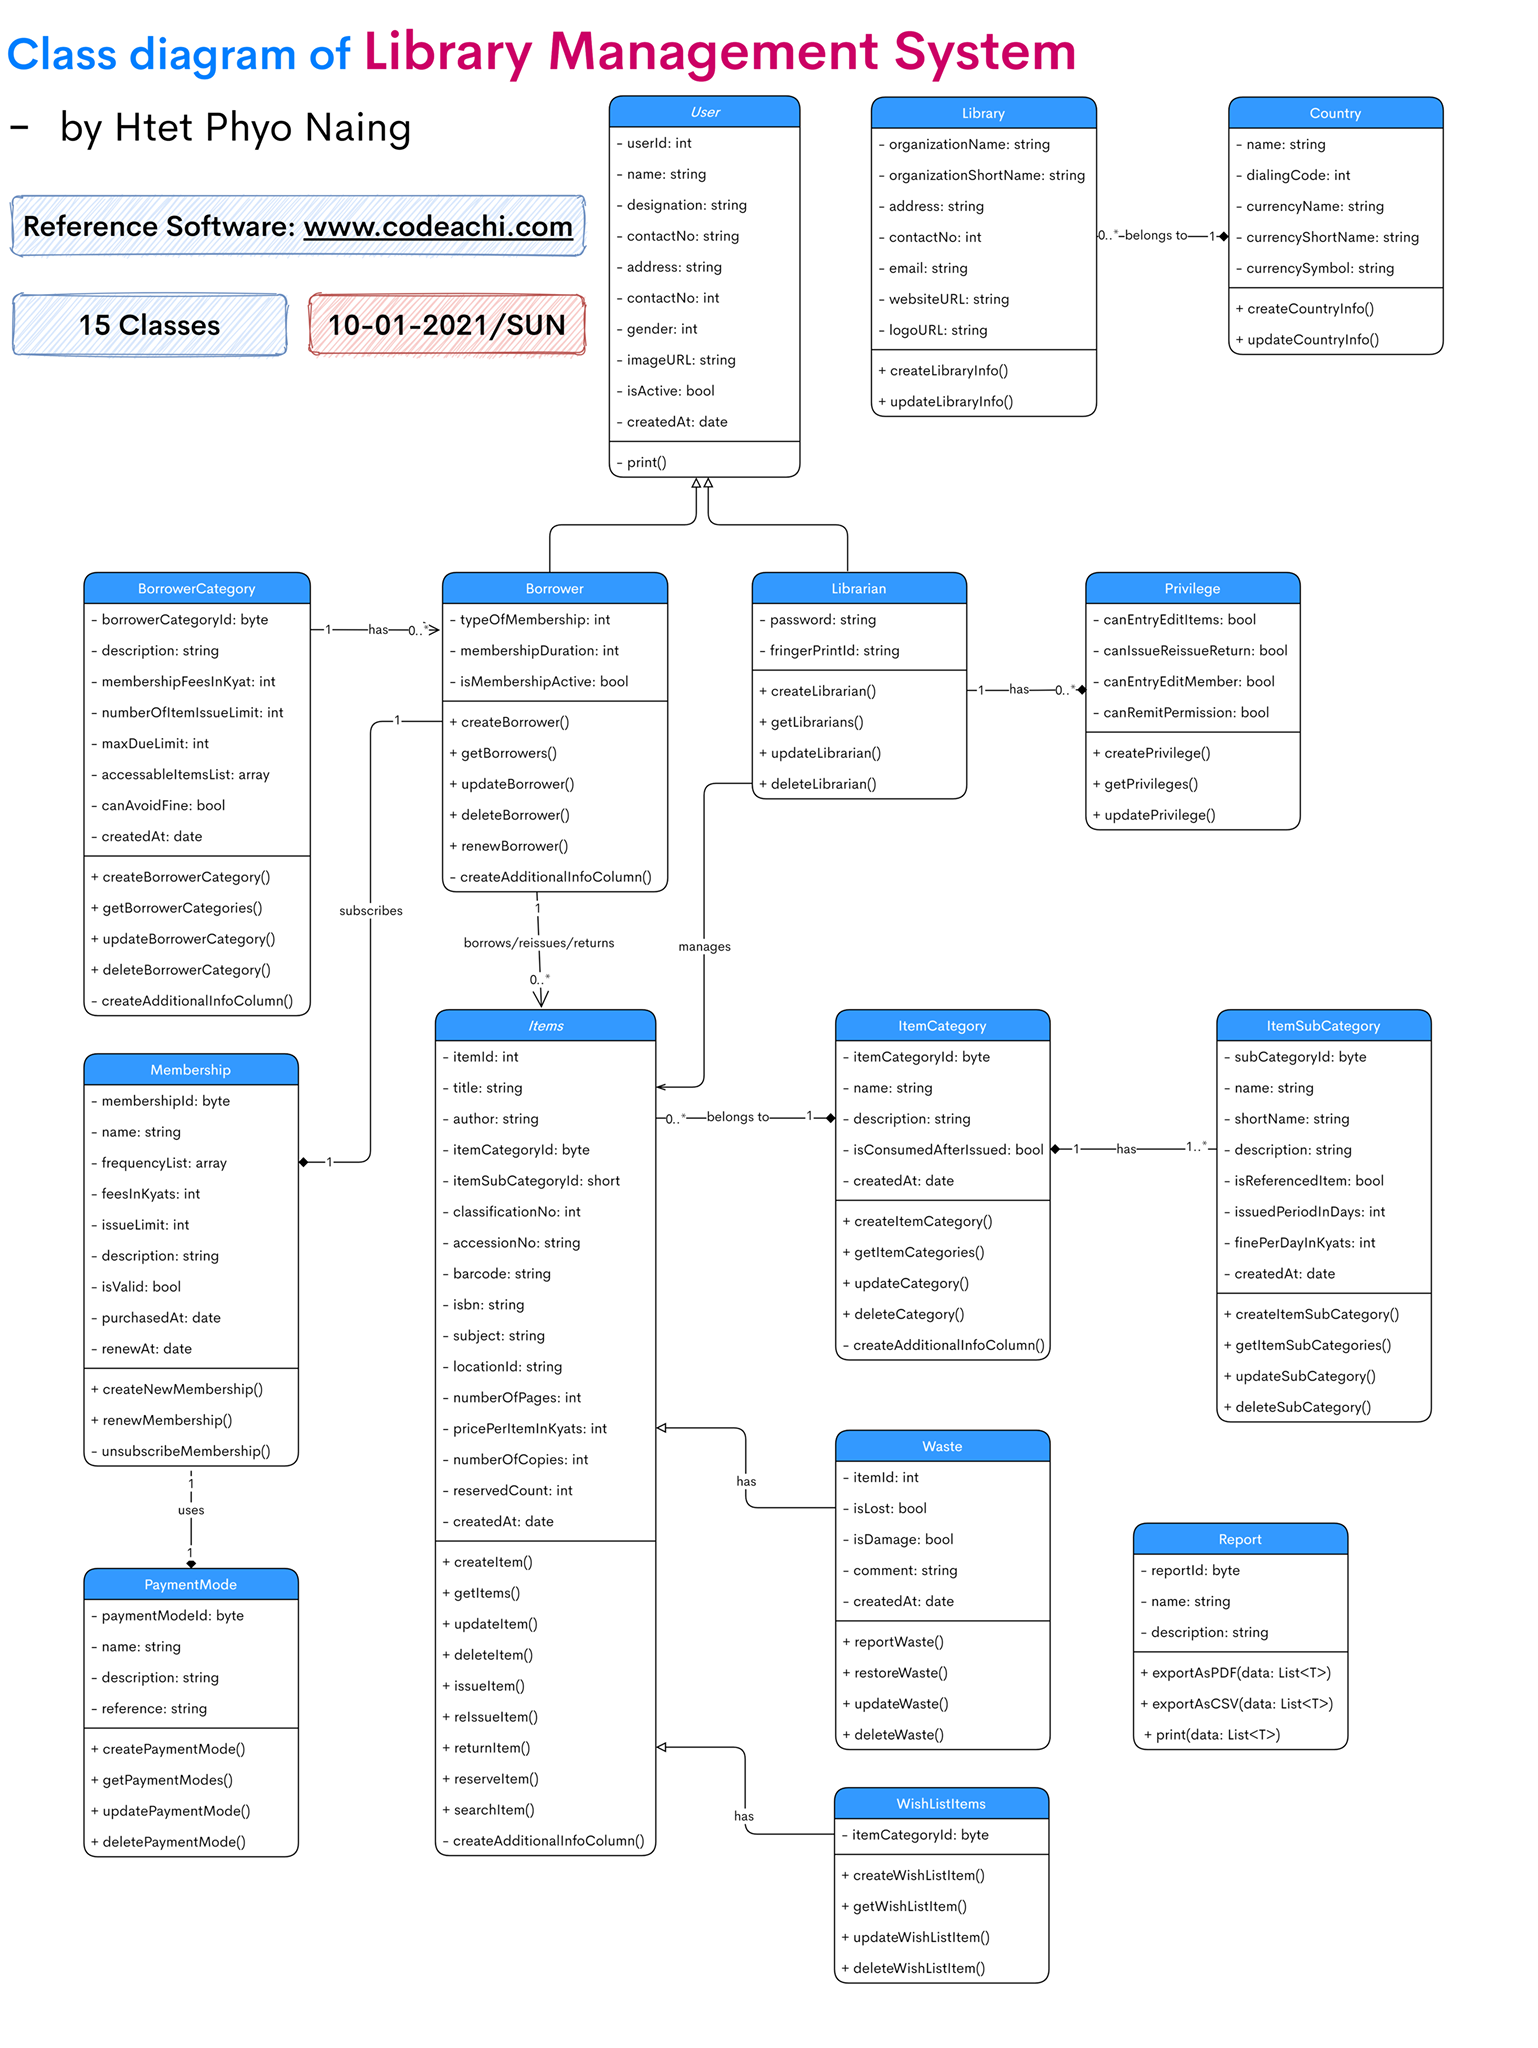 Class diagram of Library Management System
- by Htet Phyo Naing
Reference Software: www.codeachi.com
15 Classes
10-01-2021/SUN
User
- userId: int
- name: string
- designation: string
- contactNo: string
- address: string
- contactNo: int
- gender: int
- imageURL: string
- isActive: bool
- createdAt: date
- print()
Library
- organizationName: string
- organizationShortName: string
- address: string
- contactNo: int
- email: string
- websiteURL: string
- logoURL: string
+ createLibraryInfo()
+ updateLibraryInfo()
0..* belongs to 1
Country
- name: string
- dialingCode: int
- currencyName: string
- currencyShortName: string
- currencySymbol: string
+ createCountryInfo()
+ updateCountryInfo()
BorrowerCategory
- borrowerCategoryId: byte
- description: string
- membershipFeesInKyat: int
- numberOfItemIssueLimit: int
- maxDueLimit: int
- accessableItemsList: array
- canAvoidFine: bool
- createdAt: date
+ createBorrowerCategory()
+ getBorrowerCategories()
+ updateBorrowerCategory()
+ deleteBorrowerCategory()
- createAdditionalInfoColumn()
1 has 0..*
Borrower
- typeOfMembership: int
- membershipDuration: int
- isMembershipActive: bool
+ createBorrower()
+ getBorrowers()
+ updateBorrower()
+ deleteBorrower()
+ renewBorrower()
- createAdditionalInfoColumn()
1
subscribes
1
1
borrows/reissues/returns
0..*
Librarian
- password: string
- fringerPrintId: string
+ createLibrarian()
+ getLibrarians()
+ updateLibrarian()
+ deleteLibrarian()
manages
1 has 0..*
Privilege
- canEntryEditItems: bool
- canIssueReissueReturn: bool
- canEntryEditMember: bool
- canRemitPermission: bool
+ createPrivilege()
+ getPrivileges()
+ updatePrivilege()
Membership
- membershipId: byte
- name: string
- frequencyList: array
- feesInKyats: int
- issueLimit: int
- description: string
- isValid: bool
- purchasedAt: date
- renewAt: date
+ createNewMembership()
+ renewMembership()
- unsubscribeMembership()
1
uses
1
PaymentMode
- paymentModeId: byte
- name: string
- description: string
- reference: string
+ createPaymentMode()
+ getPaymentModes()
+ updatePaymentMode()
+ deletePaymentMode()
Items
- itemId: int
- title: string
- author: string
- itemCategoryId: byte
- itemSubCategoryId: short
- classificationNo: int
- accessionNo: string
- barcode: string
- isbn: string
- subject: string
- locationId: string
- numberOfPages: int
- pricePerItemInKyats: int
- numberOfCopies: int
- reservedCount: int
- createdAt: date
+ createItem()
+ getItems()
+ updateItem()
+ deleteItem()
+ issueItem()
+ reIssueItem()
+ returnItem()
+ reserveItem()
+ searchItem()
- createAdditionalInfoColumn()
0..* belongs to 1
ItemCategory
- itemCategoryId: byte
- name: string
- description: string
- isConsumedAfterIssued: bool
- createdAt: date
+ createItemCategory()
+ getItemCategories()
+ updateCategory()
+ deleteCategory()
- createAdditionalInfoColumn()
1 has 1..*
ItemSubCategory
- subCategoryId: byte
- name: string
- shortName: string
- description: string
- isReferencedItem: bool
- issuedPeriodInDays: int
- finePerDayInKyats: int
- createdAt: date
+ createItemSubCategory()
+ getItemSubCategories()
+ updateSubCategory()
+ deleteSubCategory()
has
Waste
- itemId: int
- isLost: bool
- isDamage: bool
- comment: string
- createdAt: date
+ reportWaste()
+ restoreWaste()
+ updateWaste()
+ deleteWaste()
Report
- reportId: byte
- name: string
- description: string
+ exportAsPDF(data: List<T>)
+ exportAsCSV(data: List<T>)
+ print(data: List<T>)
has
WishListItems
- itemCategoryId: byte
+ createWishListItem()
+ getWishListItem()
+ updateWishListItem()
+ deleteWishListItem()